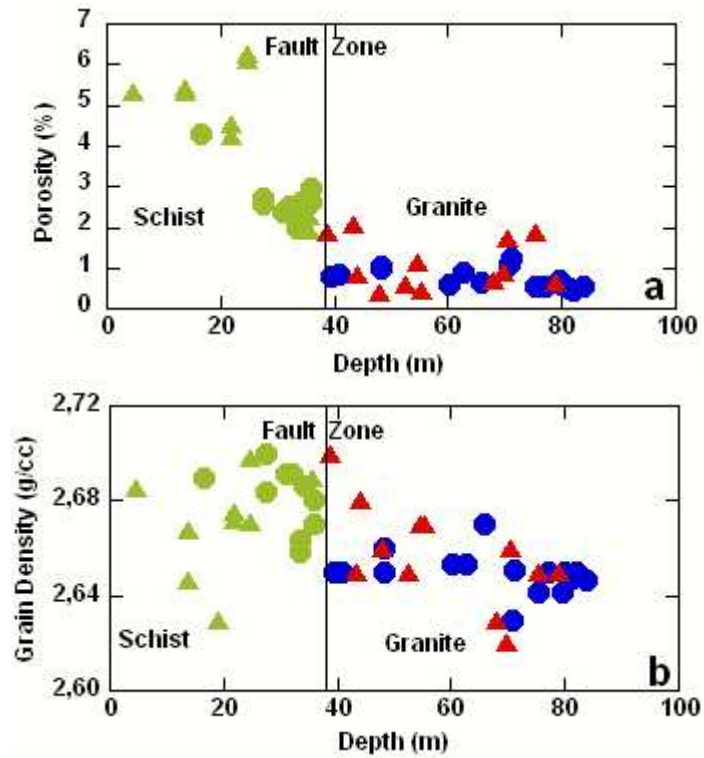 7
6
5
4
3
2
1
0
Porosity (%)
Fault Zone
Schist
Granite
a
0 20 40 60 80 100
Depth (m)
2,72
2,68
2,64
2,60
Grain Density (g/cc)
Fault Zone
Schist
Granite
b
0 20 40 60 80 100
Depth (m)